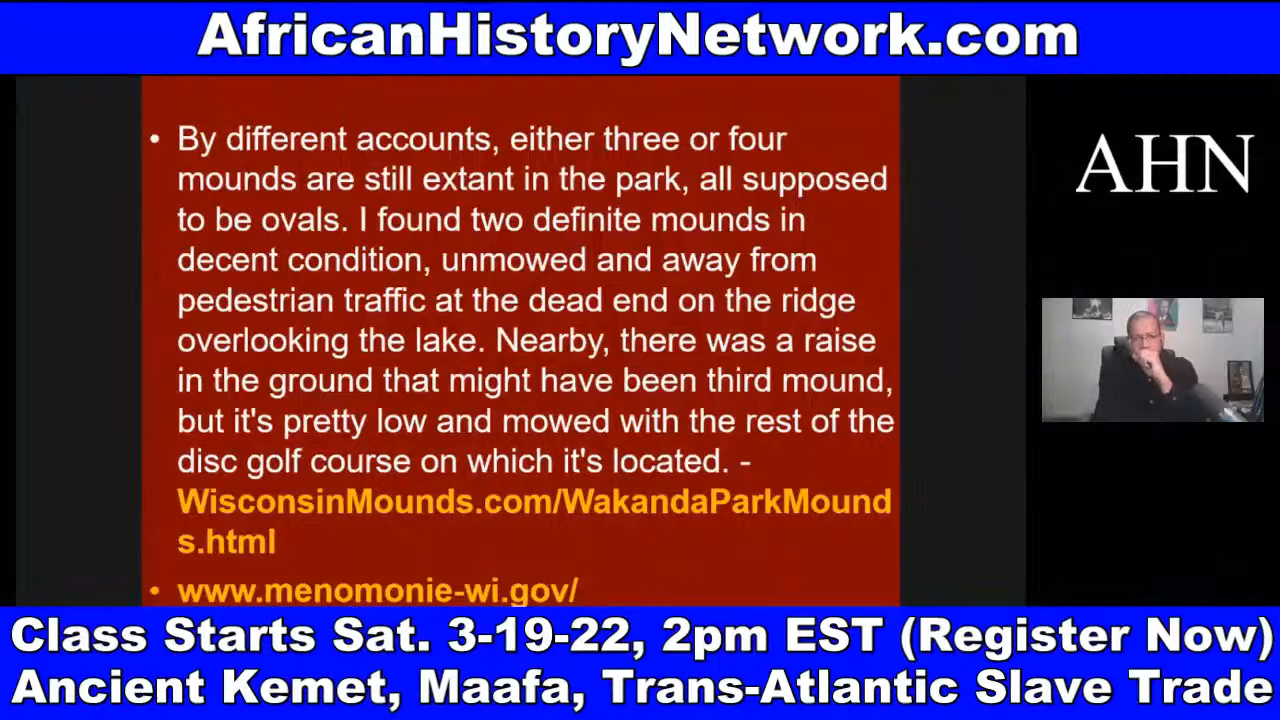 AfricanHistoryNetwork.com
• By different accounts, either three or four
mounds are still extant in the park, all supposed
to be ovals. I found two definite mounds in
decent condition, unmowed and away from
pedestrian traffic at the dead end on the ridge
overlooking the lake. Nearby, there was a raise
in the ground that might have been third mound,
but it's pretty low and mowed with the rest of the
disc golf course on which it's located. -
WisconsinMounds.com/WakandaParkMound
s.html
• www.menomonie-wi.gov/
AHN
Class Starts Sat. 3-19-22, 2pm EST (Register Now)
Ancient Kemet, Maafa, Trans-Atlantic Slave Trade